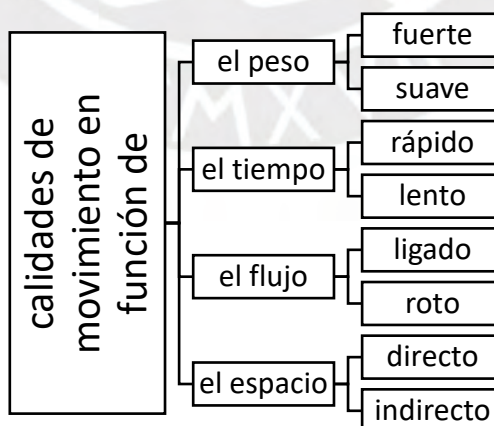 calidades de
movimiento en
función de
el peso
fuerte
suave
el tiempo
rápido
lento
el flujo
ligado
roto
el espacio
directo
indirecto